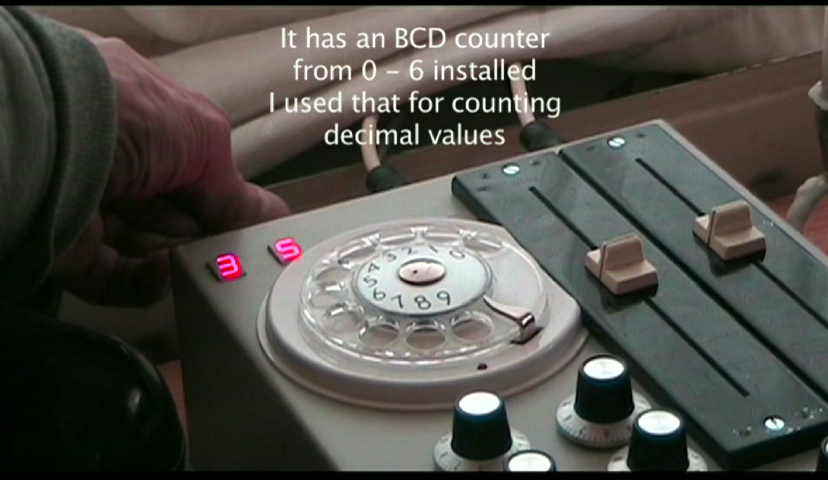 It has an BCD counter
from 0 – 6 installed
I used that for counting
decimal values
3 5
3 2 1 0
4
5
6 7 8 9